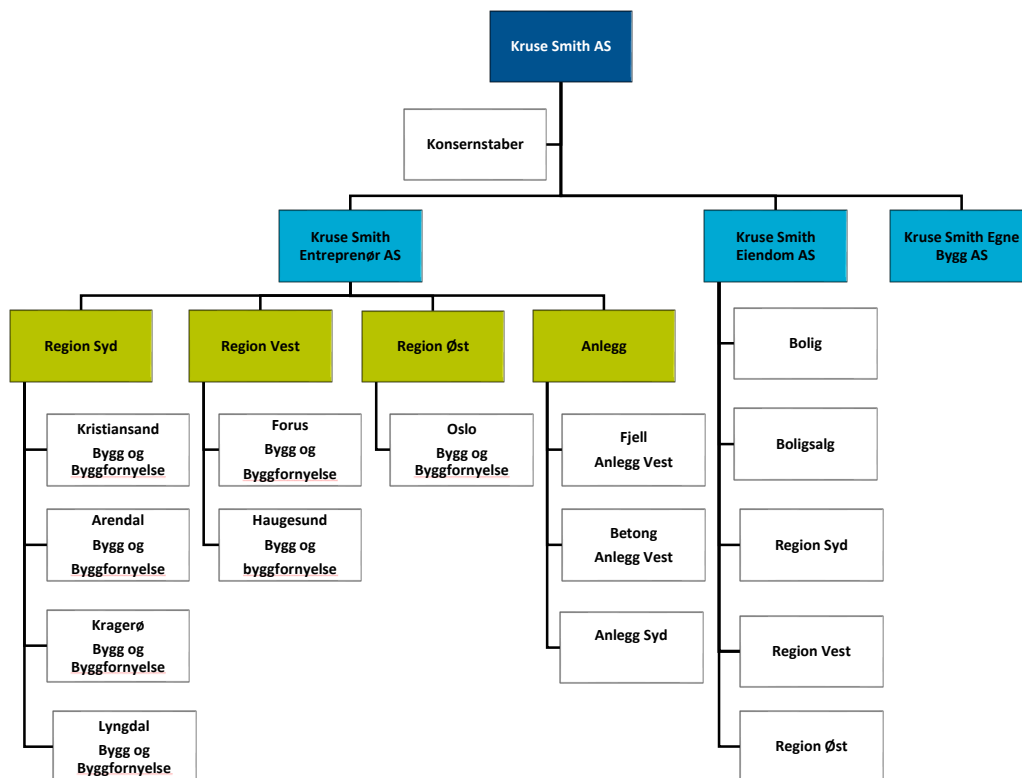 Kruse Smith AS
Konsernstaber
Kruse Smith
Entreprenør AS
Kruse Smith
Eiendom AS
Kruse Smith Egne
Bygg AS
Region Syd
Region Vest
Region Øst
Anlegg
Kristiansand
Bygg og
Byggfornyelse
Arendal
Bygg og
Byggfornyelse
Kragerø
Bygg og
Byggfornyelse
Lyngdal
Bygg og
Byggfornyelse
Forus
Bygg og
Byggfornyelse
Haugesund
Bygg og
byggfornyelse
Oslo
Bygg og
Byggfornyelse
Fjell
Anlegg Vest
Betong
Anlegg Vest
Anlegg Syd
Bolig
Boligsalg
Region Syd
Region Vest
Region Øst